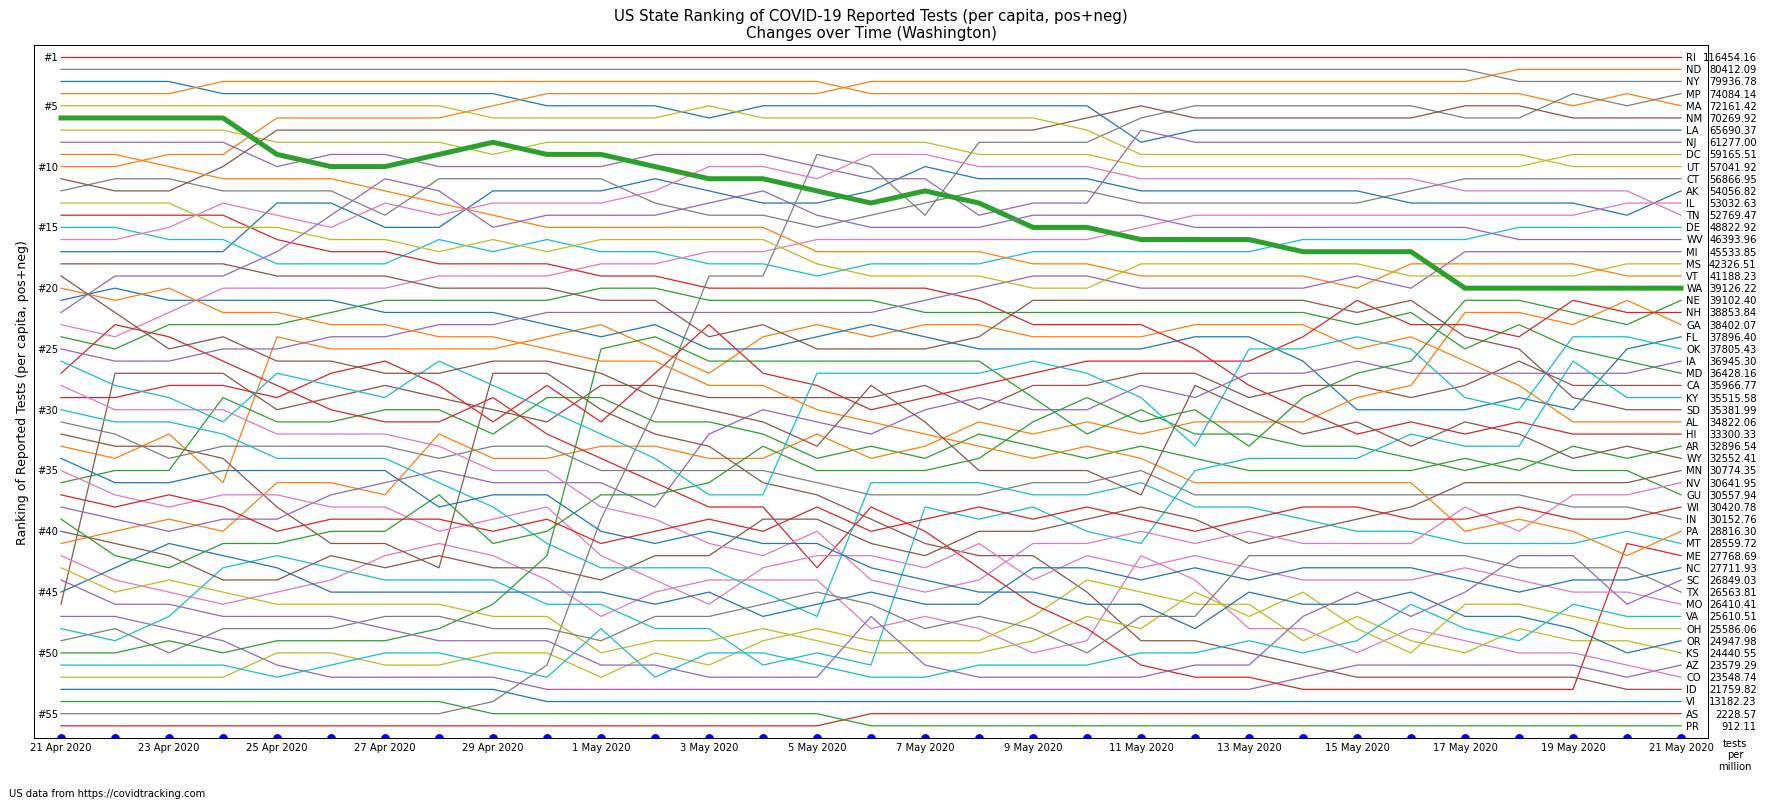 US State Ranking of COVID-19 Reported Tests (per capita, pos+neg)
Changes over Time (Washington)
Ranking of Reported Tests (per capita, pos+neg)
#1
#5
#10
#15
#20
#25
#30
#35
#40
#45
#50
#55
RI 116454.16
ND 80412.09
NY 79936.78
MP 74084.14
MA 72161.42
NM 70269.92
LA 65690.37
NJ 61277.00
DC 59165.51
UT 57041.92
CT 56866.95
AK 54056.82
IL 53032.63
TN 52769.47
DE 48822.92
WV 46393.96
MI 45533.85
MS 42326.51
VT 41188.23
WA 39126.22
NE 39102.40
NH 38853.84
GA 38402.07
FL 37896.40
OK 37805.43
IA 36945.30
MD 36428.16
CA 35966.77
KY 35515.58
SD 35381.99
AL 34822.06
HI 33300.33
AR 32896.54
WY 32552.41
MN 30774.35
NV 30641.95
GU 30557.94
WI 30420.78
IN 30152.76
PA 28816.30
MT 28559.72
ME 27768.69
NC 27711.93
SC 26849.03
TX 26563.81
MO 26410.41
VA 25610.51
OH 25586.06
OR 24947.98
KS 24440.55
AZ 23579.29
CO 23548.74
ID 21759.82
VI 13182.23
AS 2228.57
PR 912.11
21 Apr 2020 23 Apr 2020 25 Apr 2020 27 Apr 2020 29 Apr 2020 1 May 2020 3 May 2020 5 May 2020 7 May 2020 9 May 2020 11 May 2020 13 May 2020 15 May 2020 17 May 2020 19 May 2020 21 May 2020
tests
per
million
US data from https://covidtracking.com